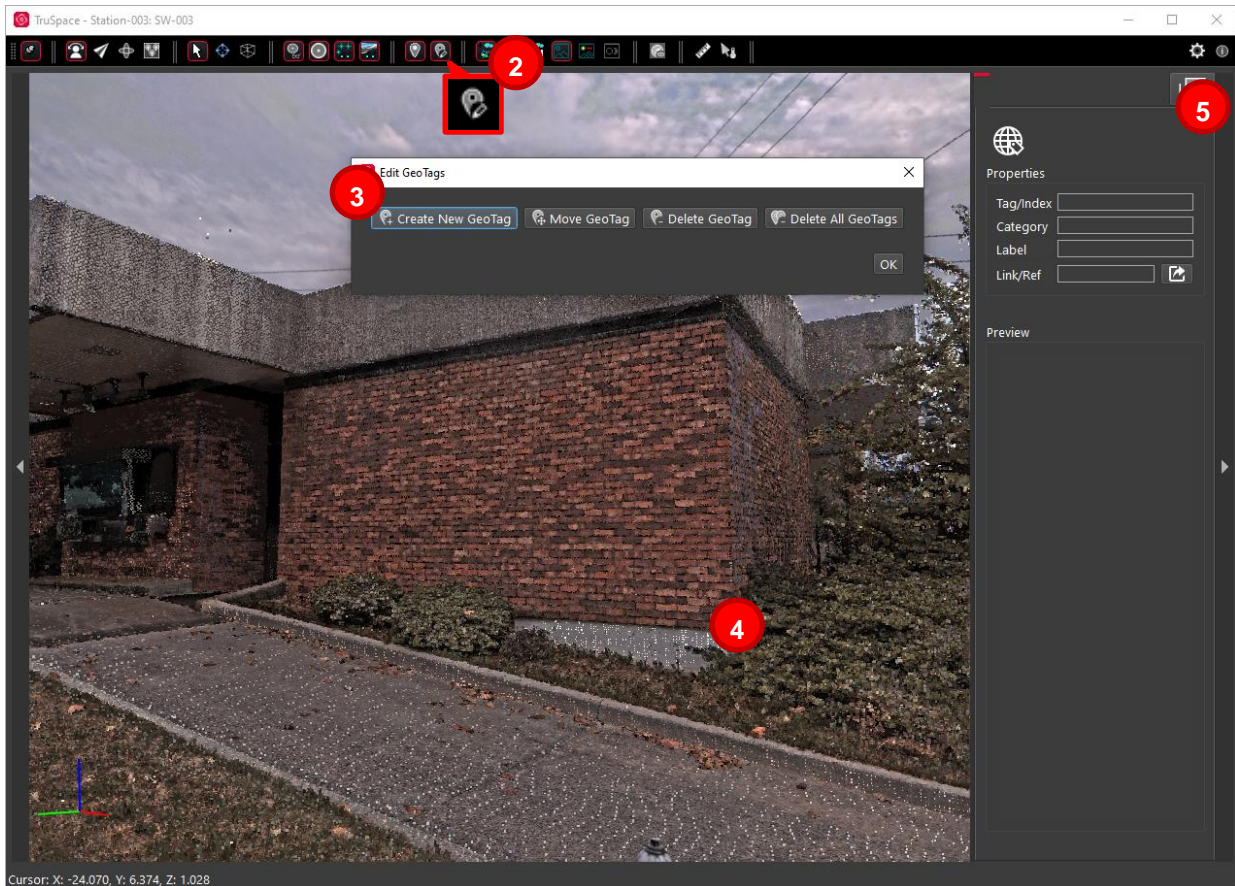 TruSpace - Station-003: SW-003
2
5
3
Edit GeoTags
Create New GeoTag
Move GeoTag
Delete GeoTag
Delete All GeoTags
OK
Properties
Tag/Index
Category
Label
Link/Ref
Preview
4
Cursor: X: -24.070, Y: 6.374, Z: 1.028